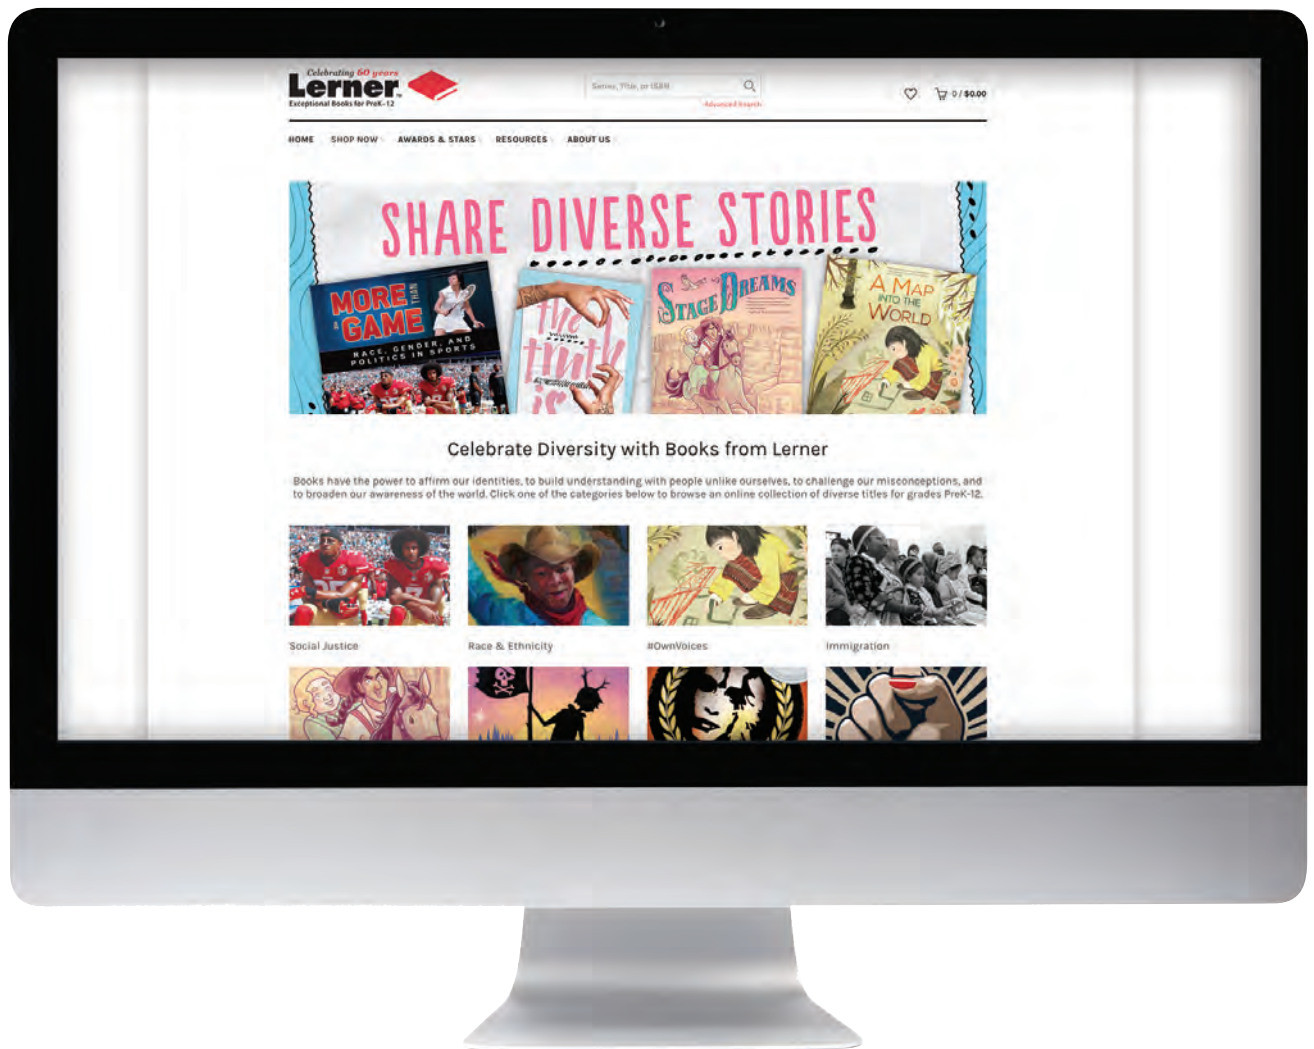 Celebrating 60 years
Lerner
Exceptional Books for PreK–12
Series, Title, or ISBN
Advanced Search
0 / $0.00
HOME SHOP NOW AWARDS & STARS RESOURCES ABOUT US
SHARE DIVERSE STORIES
MORE
THAN
A GAME
RACE, GENDER, AND
POLITICS IN SPORTS
the
truth
is
STAGE DREAMS
A MAP
INTO THE
WORLD
Celebrate Diversity with Books from Lerner
Books have the power to affirm our identities, to build understanding with people unlike ourselves, to challenge our misconceptions, and
to broaden our awareness of the world. Click one of the categories below to browse an online collection of diverse titles for grades PreK-12.
35
7
Social Justice
Race & Ethnicity
#OwnVoices
Immigration